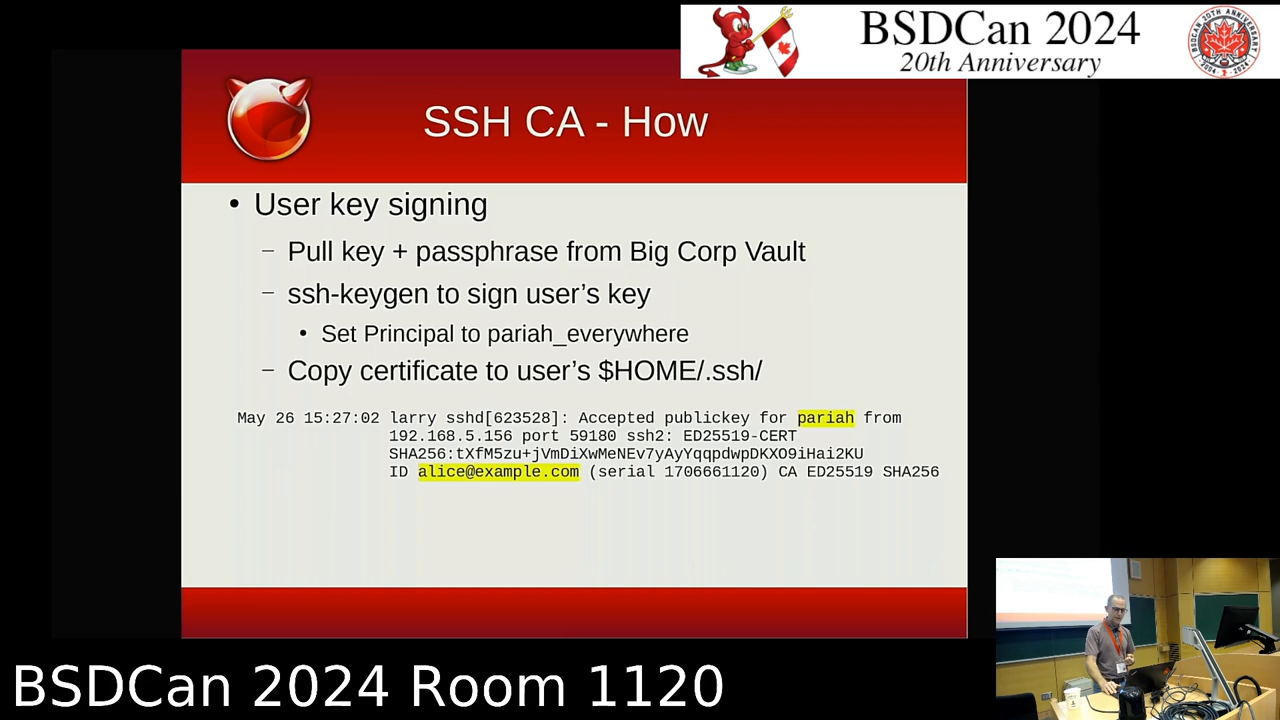 BSDCan 2024
20th Anniversary
SSH CA - How
• User key signing
– Pull key + passphrase from Big Corp Vault
– ssh-keygen to sign user’s key
• Set Principal to pariah_everywhere
– Copy certificate to user’s $HOME/.ssh/
May 26 15:27:02 larry sshd[623528]: Accepted publickey for pariah from
192.168.5.156 port 59180 ssh2: ED25519-CERT
SHA256:tXfM5zu+jVmDiXwMeNEv7yAyYqqpdwpDKXO9iHai2KU
ID alice@example.com (serial 1706661120) CA ED25519 SHA256
BSDCan 2024 Room 1120